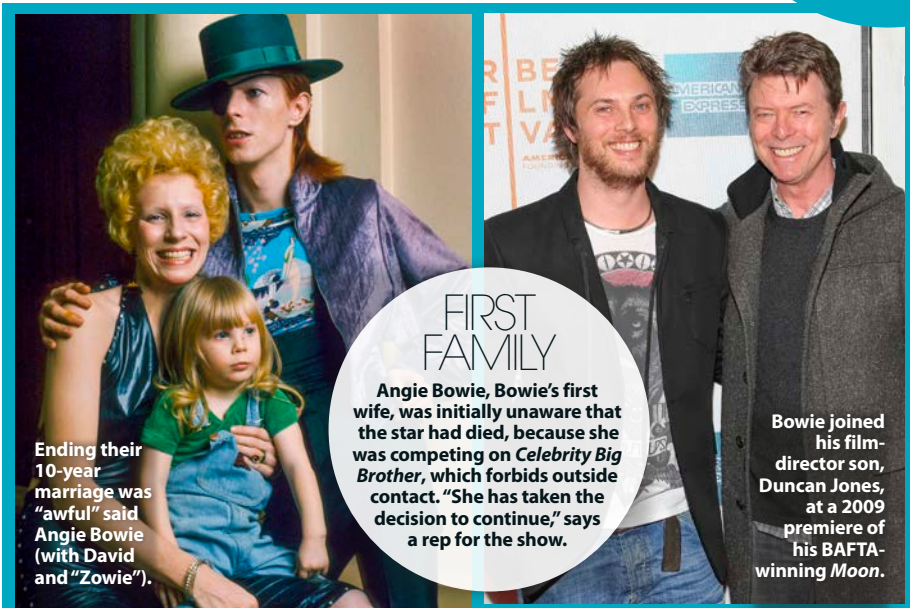 Ending their
10-year
marriage was
“awful” said
Angie Bowie
(with David
and “Zowie”).
FIRST
FAMILY
Angie Bowie, Bowie’s first
wife, was initially unaware that
the star had died, because she
was competing on Celebrity Big
Brother, which forbids outside
contact. “She has taken the
decision to continue,” says
a rep for the show.
BE
LM
VA
AMERICAN
EXPRESS
Bowie joined
his film-
director son,
Duncan Jones,
at a 2009
premiere of
his BAFTA-
winning Moon.